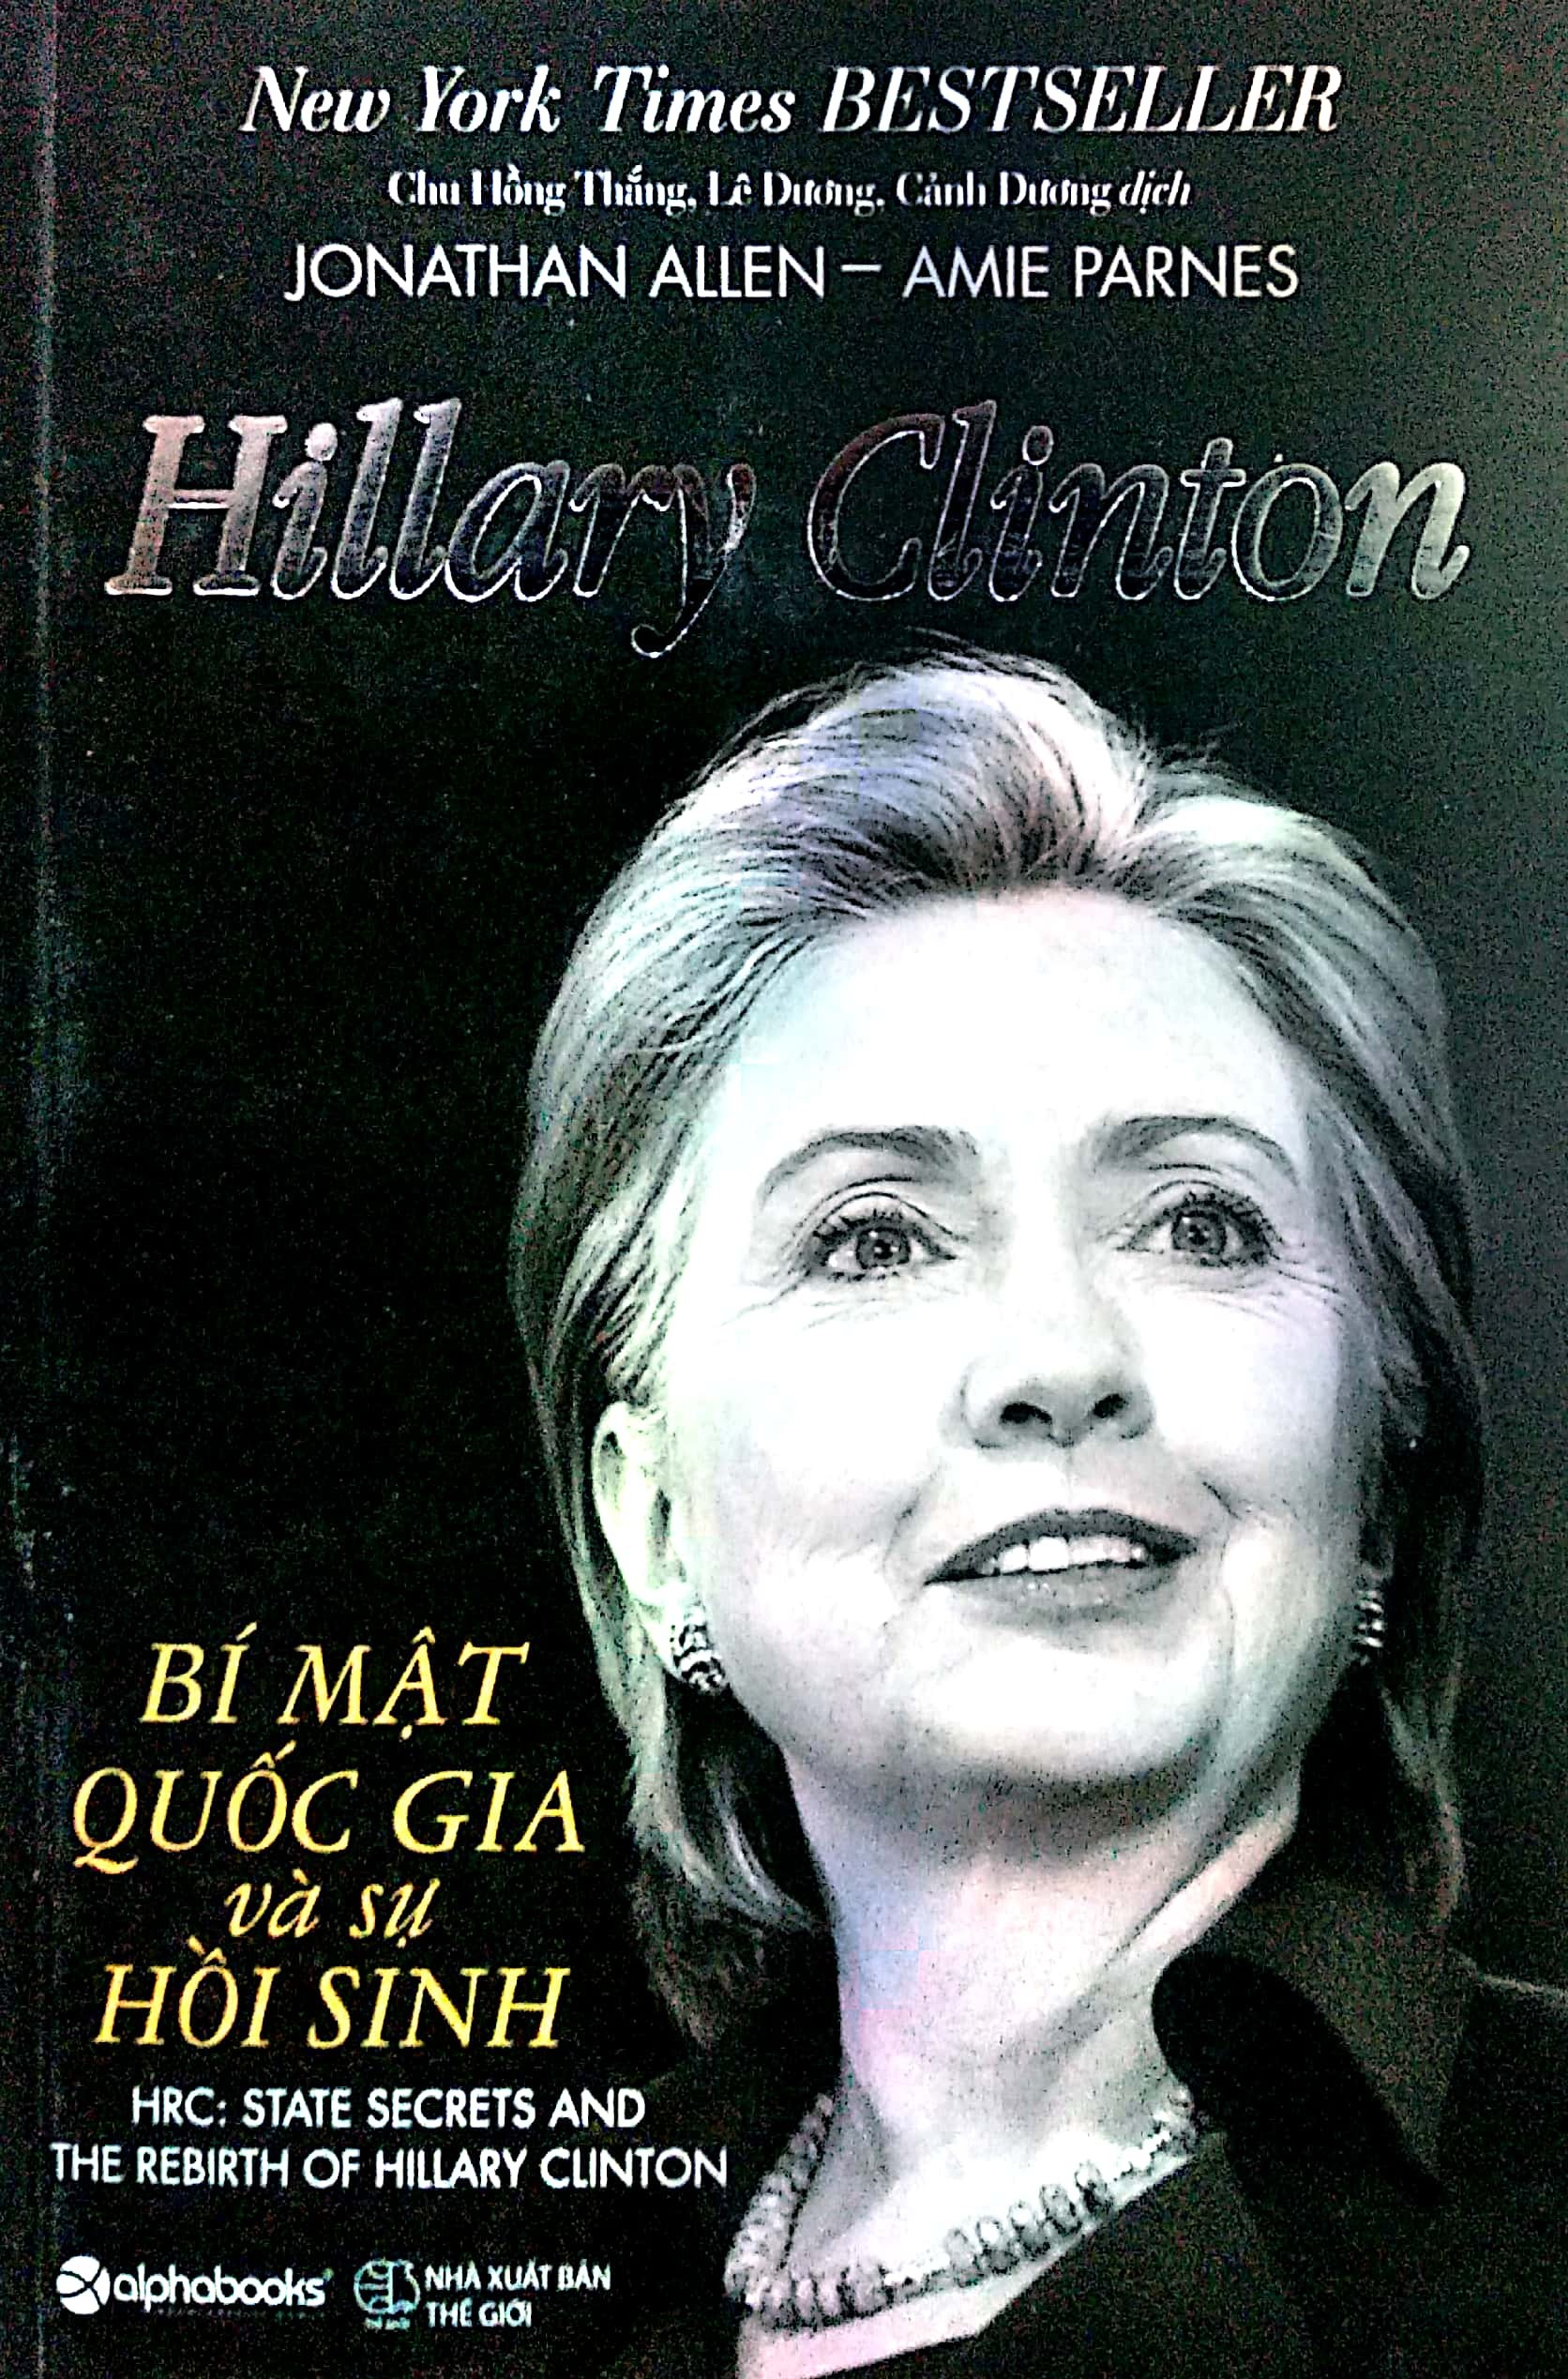 New York Times BESTSELLER
Chu Hồng Thắng, Lê Dương, Cảnh Dương dịch
JONATHAN ALLEN – AMIE PARNES
Hillary Clinton
BÍ MẬT
QUỐC GIA
và sự
HỒI SINH
HRC: STATE SECRETS AND
THE REBIRTH OF HILLARY CLINTON
alphabooks
NHÀ XUẤT BẢN
THẾ GIỚI